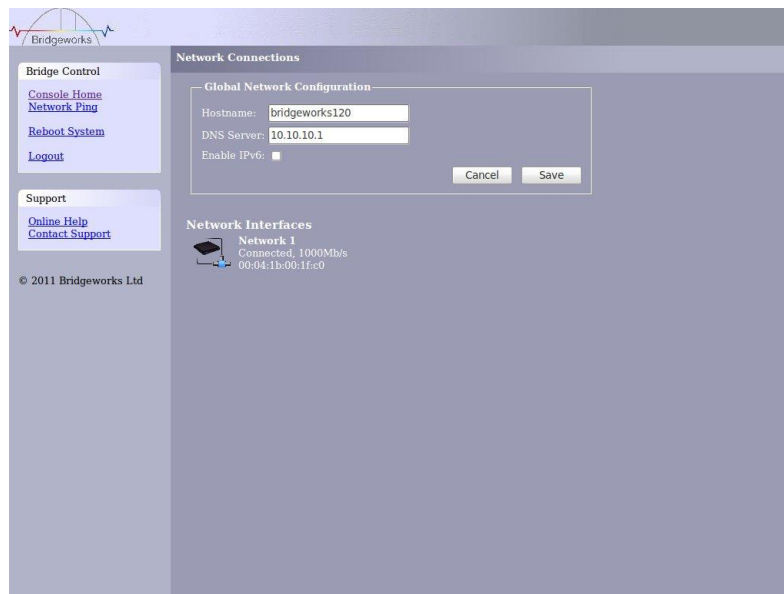 Bridgeworks
Bridge Control
Console Home
Network Ping
Reboot System
Logout
Support
Online Help
Contact Support
© 2011 Bridgeworks Ltd
Network Connections
Global Network Configuration
Hostname: bridgeworks120
DNS Server: 10.10.10.1
Enable IPv6:
Cancel Save
Network Interfaces
Network 1
Connected, 1000Mb/s
00:04:1b:00:1f:c0